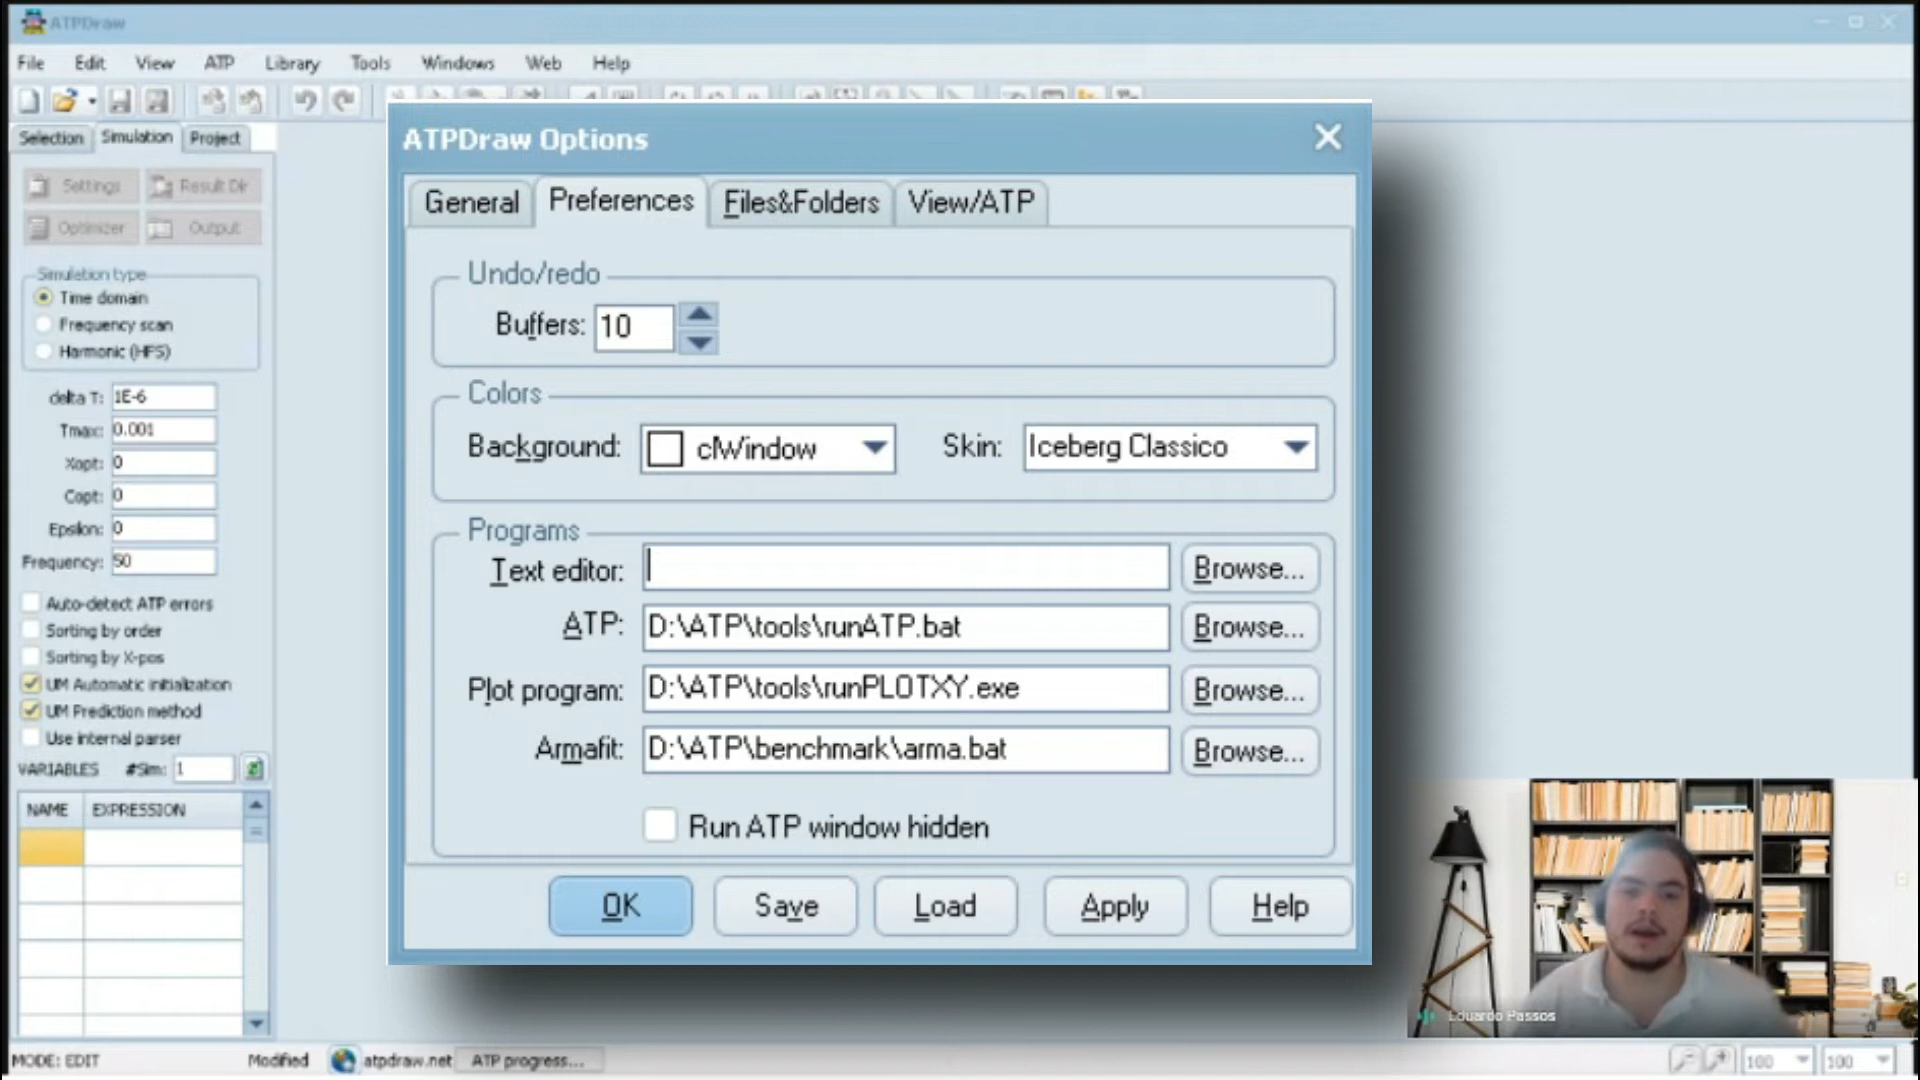 ATPDraw
File Edit View ATP Library Tools Windows Web Help
Selection Simulation Project
Settings Result Dir
Optimizer Output
Simulation type
Time domain
Frequency scan
Harmonic (HFS)
delta T: 1E-6
Tmax: 0.001
Xopt: 0
Copt: 0
Epsilon: 0
Frequency: 50
Auto-detect ATP errors
Sorting by order
Sorting by X-pos
UM Automatic initialization
UM Prediction method
Use internal parser
VARIABLES #Sim: 1
NAME EXPRESSION
ATPDraw Options
General Preferences Files&Folders View/ATP
Undo/redo
Buffers: 10
Colors
Background: clWindow Skin: Iceberg Classico
Programs
Text editor: Browse...
ATP: D:\ATP\tools\runATP.bat Browse...
Plot program: D:\ATP\tools\runPLOTXY.exe Browse...
Armafit: D:\ATP\benchmark\arma.bat Browse...
Run ATP window hidden
OK Save Load Apply Help
Eduardo Passos
MODE: EDIT Modified atpdraw.net ATP progress... 100 100